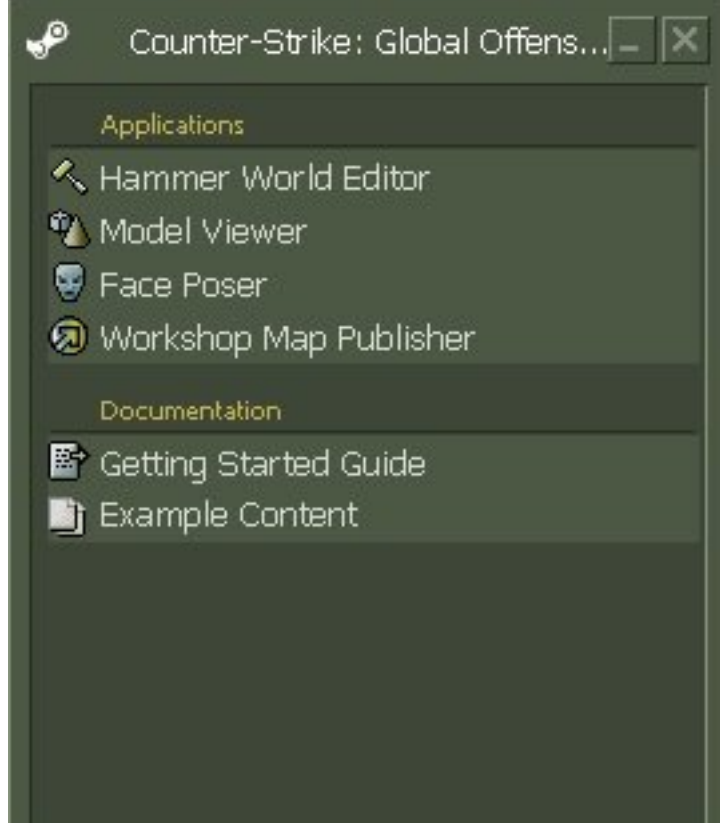 Counter-Strike: Global Offens...
Applications
Hammer World Editor
Model Viewer
Face Poser
Workshop Map Publisher
Documentation
Getting Started Guide
Example Content